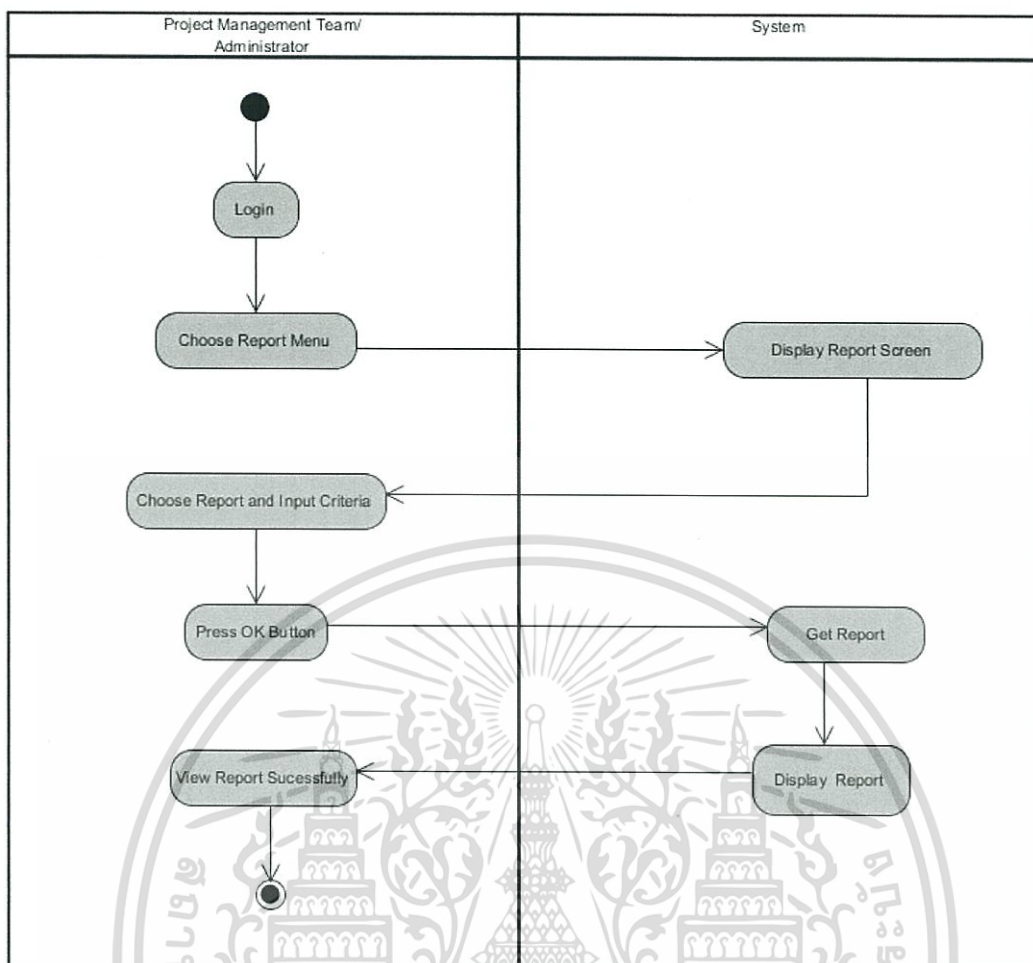 Project Management Team/
Administrator
System
Login
Choose Report Menu
Display Report Screen
Choose Report and Input Criteria
Press OK Button
Get Report
View Report Sucessfully
Display Report